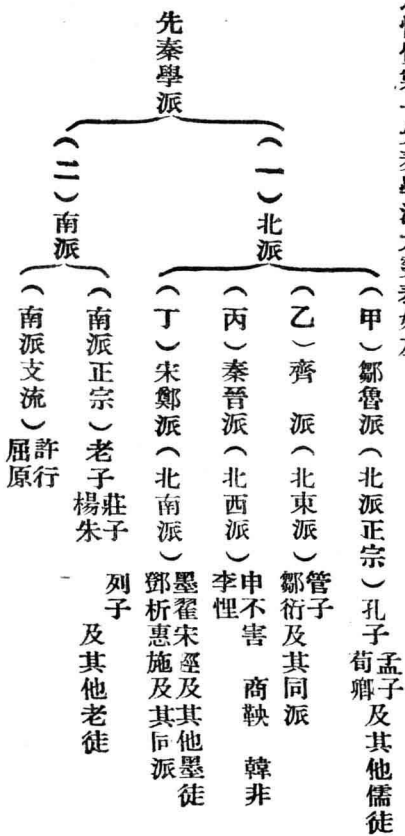 先秦學派
（一）北派
（甲）鄒魯派（北派正宗）孔子 孟子 荀卿 及其他儒徒
（乙）齊　派（北東派）管子 鄒衍及其同派
（丙）秦晉派（北西派）申不害　商鞅　韓非 李悝
（丁）宋鄭派（北南派）墨翟宋鈃及其他墨徒 鄧析惠施及其同派
（二）南派
（南派正宗）老子 莊子 楊朱 列子 及其他老徒
（南派支流）許行 屈原